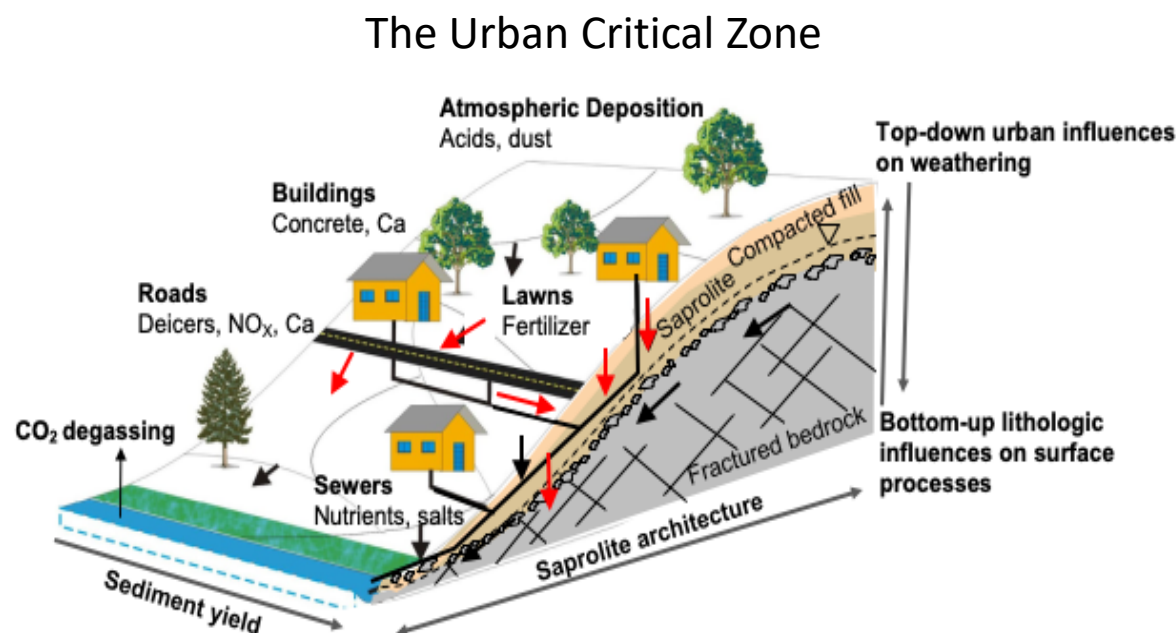 The Urban Critical Zone
Atmospheric Deposition
Acids, dust
Top-down urban influences
on weathering
Buildings
Concrete, Ca
Compacted fill
Saprolite
Roads
Deicers, NOₓ, Ca
Lawns
Fertilizer
CO₂ degassing
Bottom-up lithologic
influences on surface
processes
Fractured bedrock
Sewers
Nutrients, salts
Saprolite architecture
Sediment yield